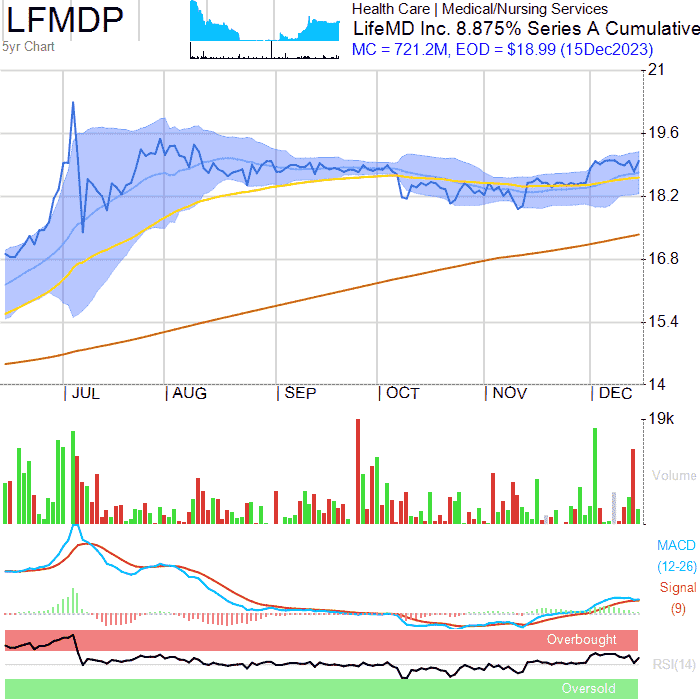 LFMDP
5yr Chart
Health Care | Medical/Nursing Services
LifeMD Inc. 8.875% Series A Cumulative
MC = 721.2M, EOD = $18.99 (15Dec2023)
21
19.6
18.2
16.8
15.4
14
JUL
AUG
SEP
OCT
NOV
DEC
19k
Volume
MACD
(12-26)
Signal
(9)
Overbought
RSI(14)
Oversold